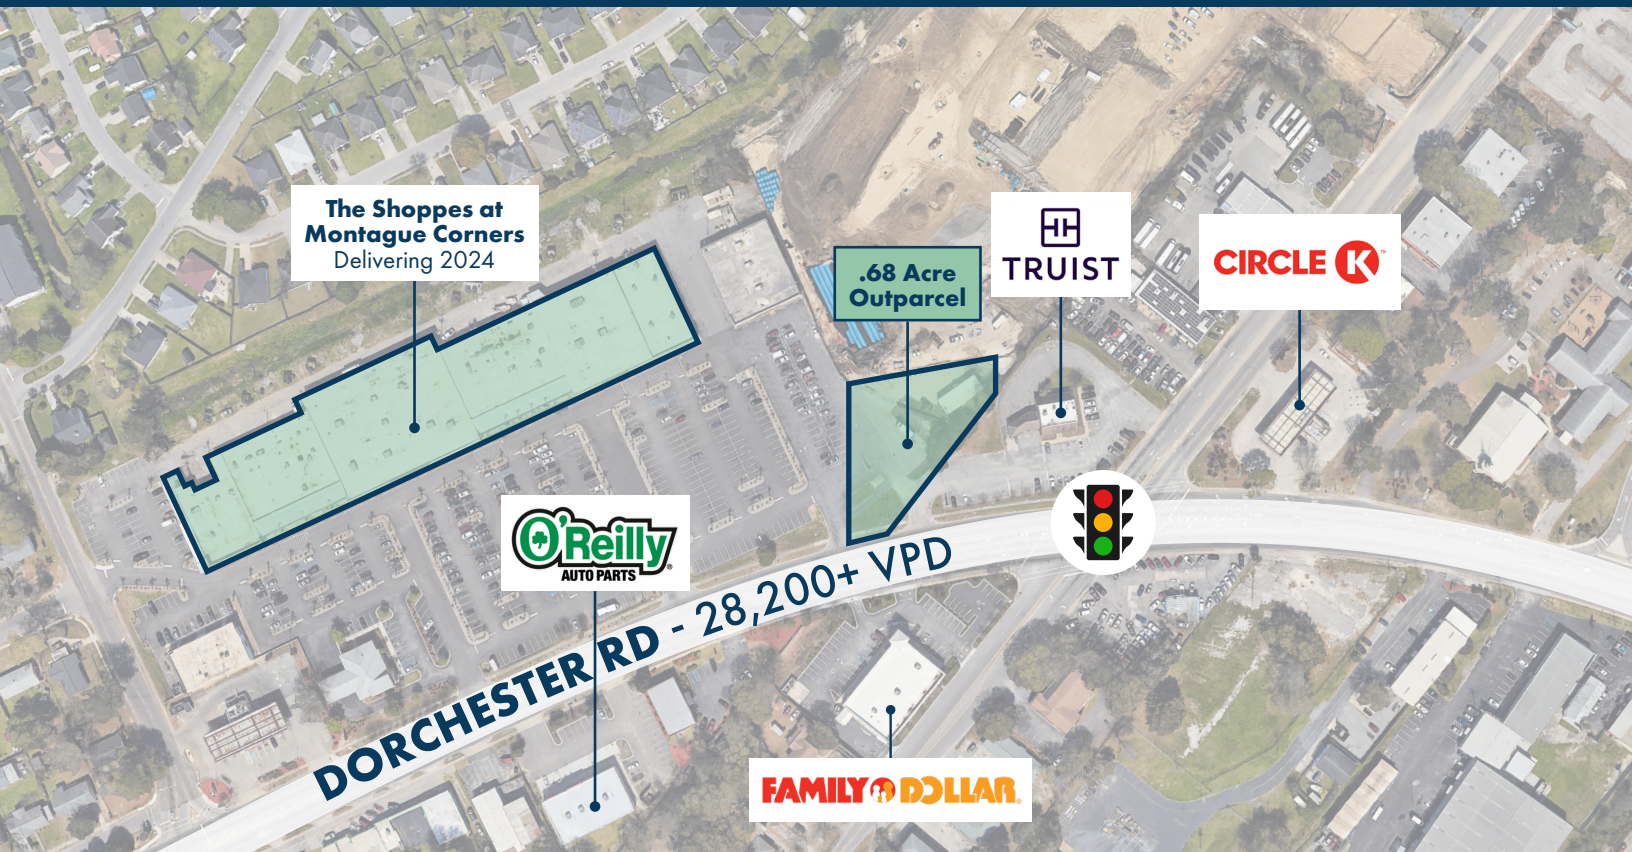 The Shoppes at
Montague Corners
Delivering 2024
.68 Acre
Outparcel
TRUIST
CIRCLE K™
O'Reilly®
AUTO PARTS
DORCHESTER RD - 28,200+ VPD
FAMILY DOLLAR®